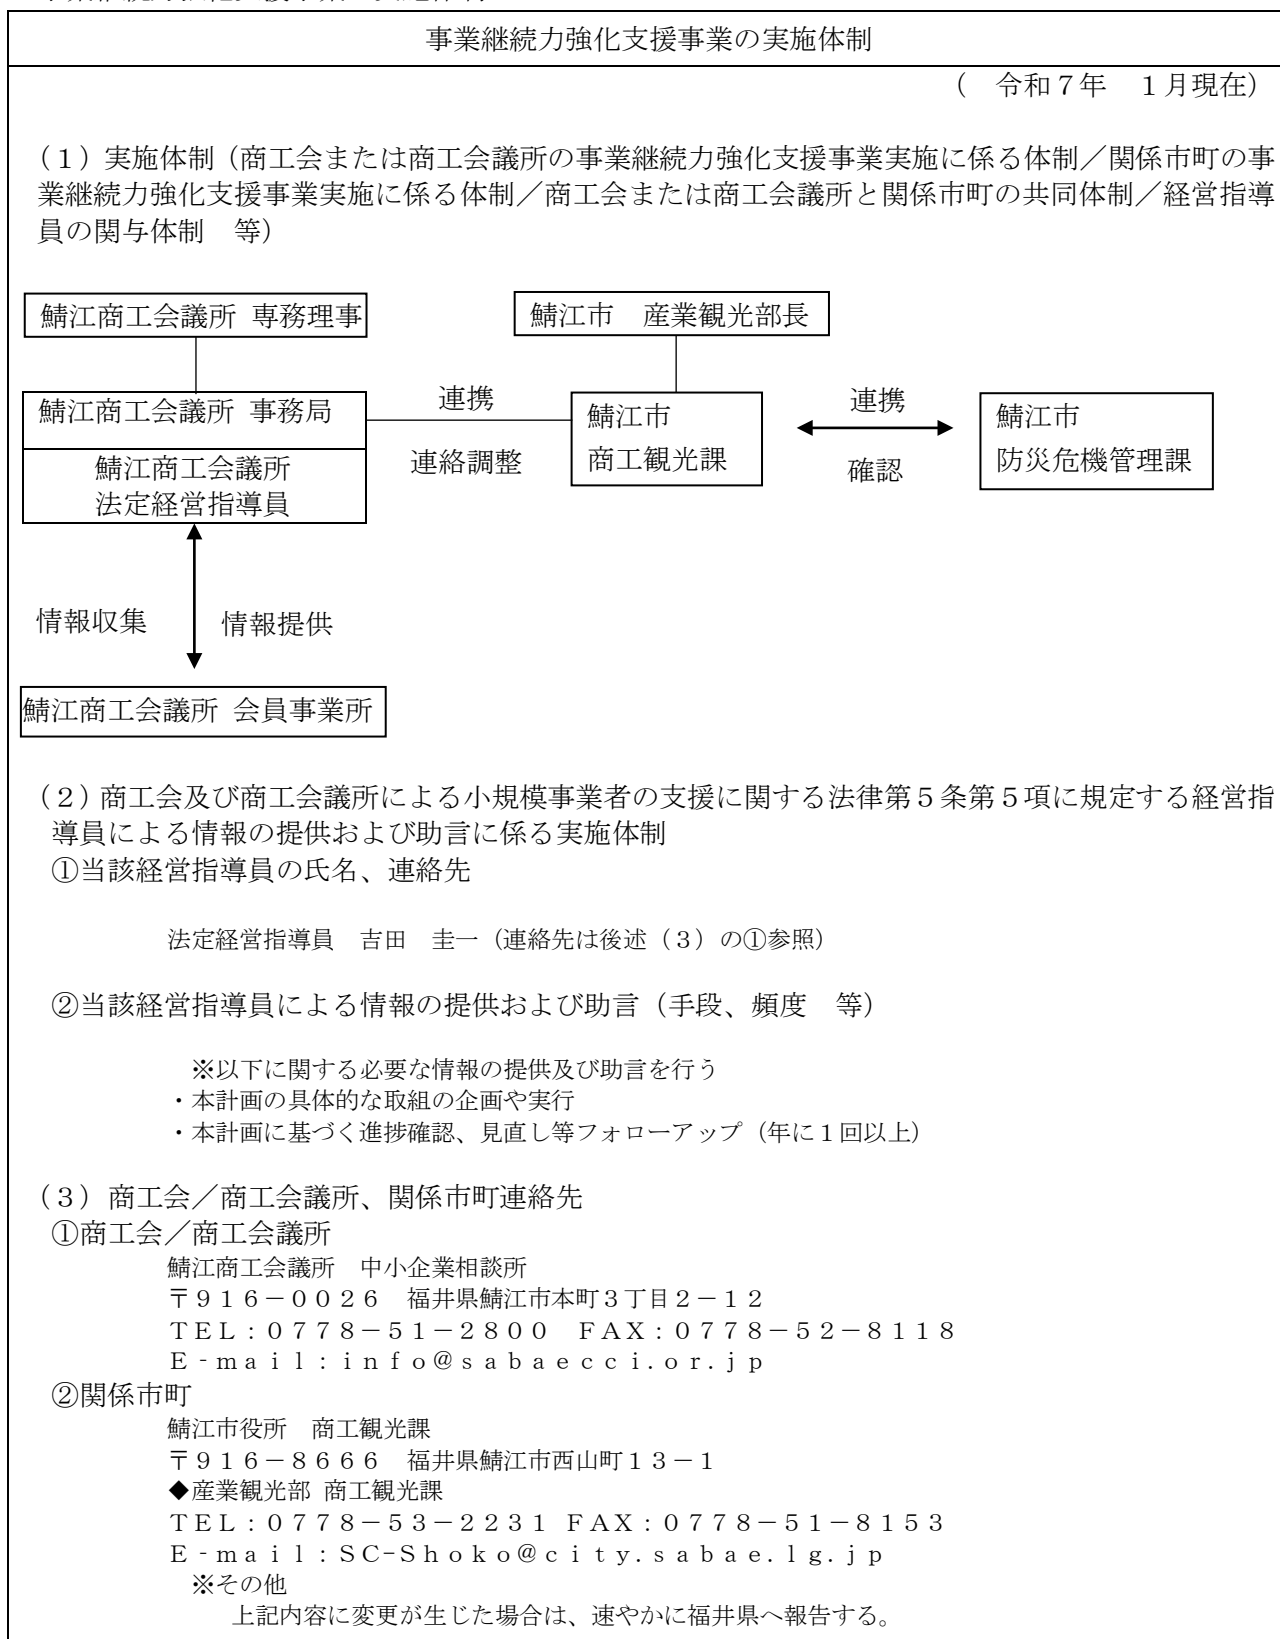 事業継続力強化支援事業の実施体制
（　令和７年　１月現在）
（１）実施体制（商工会または商工会議所の事業継続力強化支援事業実施に係る体制／関係市町の事
業継続力強化支援事業実施に係る体制／商工会または商工会議所と関係市町の共同体制／経営指導
員の関与体制　等）
鯖江商工会議所 専務理事
鯖江市　産業観光部長
鯖江商工会議所 事務局
鯖江商工会議所
法定経営指導員
連携
連絡調整
鯖江市
商工観光課
連携
確認
鯖江市
防災危機管理課
情報収集
情報提供
鯖江商工会議所 会員事業所
（２）商工会及び商工会議所による小規模事業者の支援に関する法律第５条第５項に規定する経営指
導員による情報の提供および助言に係る実施体制
①当該経営指導員の氏名、連絡先
法定経営指導員　吉田　圭一（連絡先は後述（３）の①参照）
②当該経営指導員による情報の提供および助言（手段、頻度　等）
※以下に関する必要な情報の提供及び助言を行う
・本計画の具体的な取組の企画や実行
・本計画に基づく進捗確認、見直し等フォローアップ（年に１回以上）
（３）商工会／商工会議所、関係市町連絡先
①商工会／商工会議所
鯖江商工会議所　中小企業相談所
〒９１６－００２６　福井県鯖江市本町３丁目２－１２
ＴＥＬ：０７７８－５１－２８００　ＦＡＸ：０７７８－５２－８１１８
Ｅ‐ｍａｉｌ：ｉｎｆｏ＠ｓａｂａｅｃｃｉ．ｏｒ．ｊｐ
②関係市町
鯖江市役所　商工観光課
〒９１６－８６６６　福井県鯖江市西山町１３－１
◆産業観光部 商工観光課
ＴＥＬ：０７７８－５３－２２３１ ＦＡＸ：０７７８－５１－８１５３
Ｅ‐ｍａｉｌ：ＳＣ-Ｓｈｏｋｏ＠ｃｉｔｙ．ｓａｂａｅ．ｌｇ．ｊｐ
※その他
上記内容に変更が生じた場合は、速やかに福井県へ報告する。